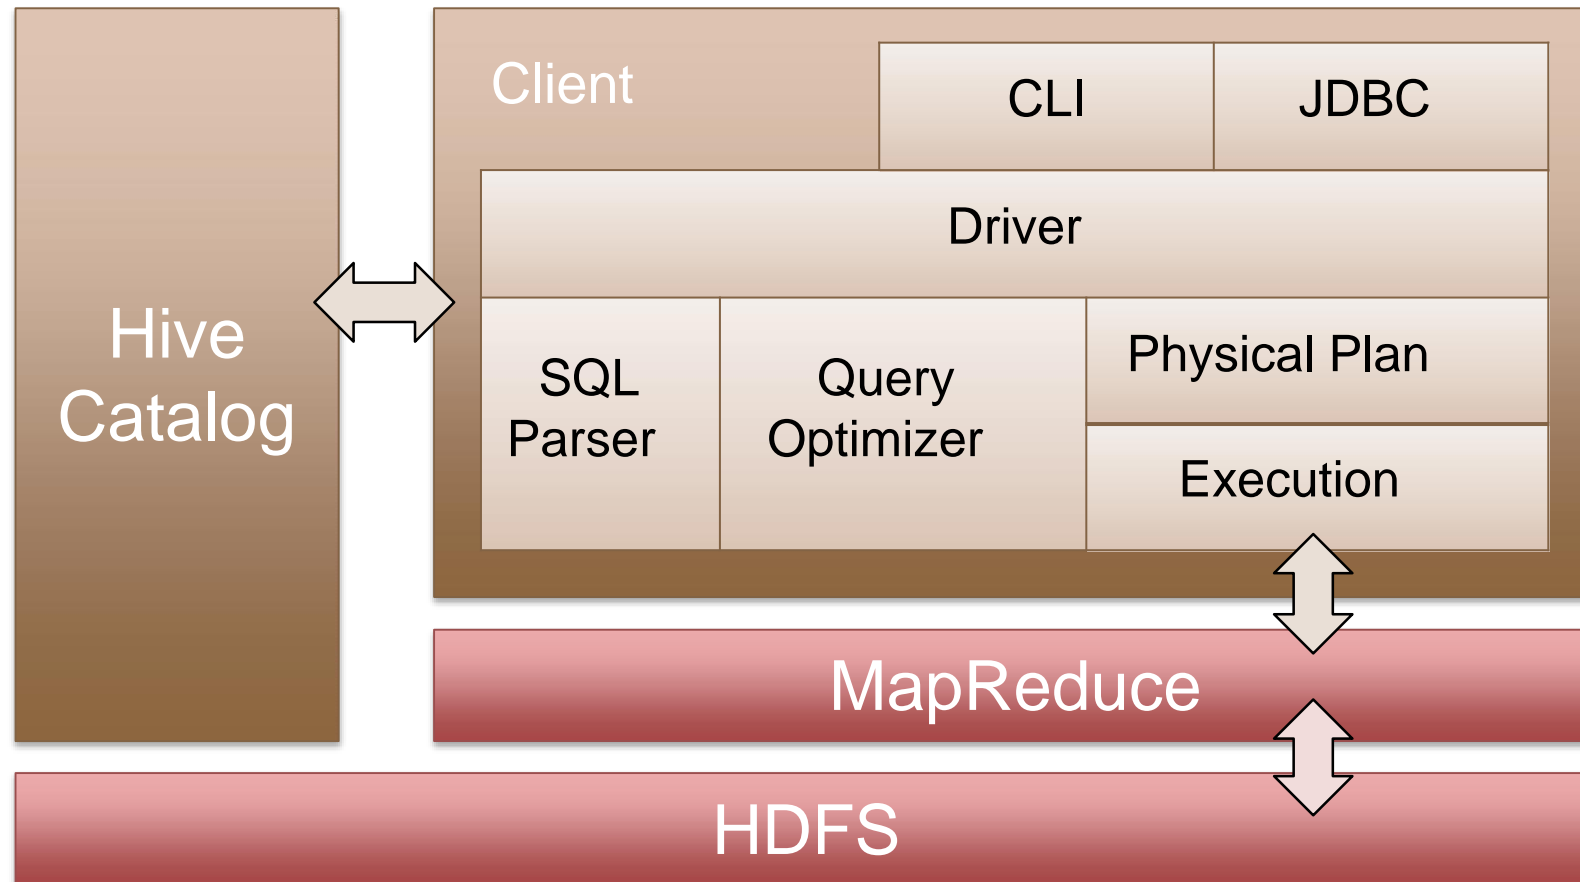 Client
CLI
JDBC
Driver
Hive
Catalog
SQL
Parser
Query
Optimizer
Physical Plan
Execution
MapReduce
HDFS